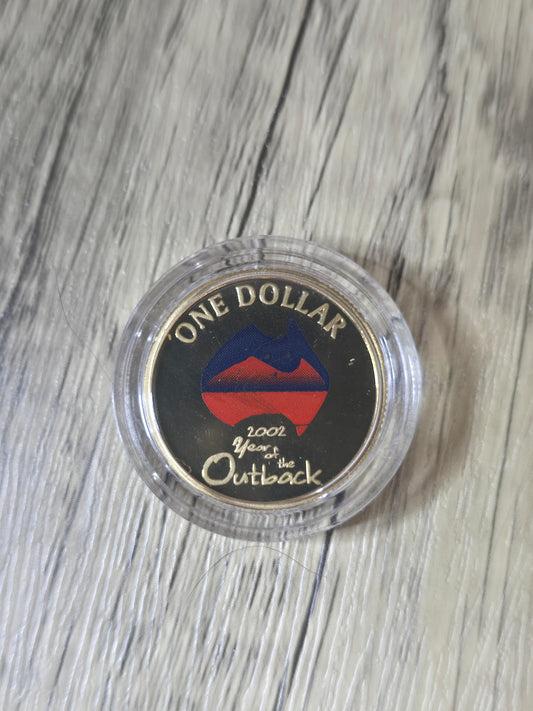 ONE DOLLAR
2002
Year of the
Outback